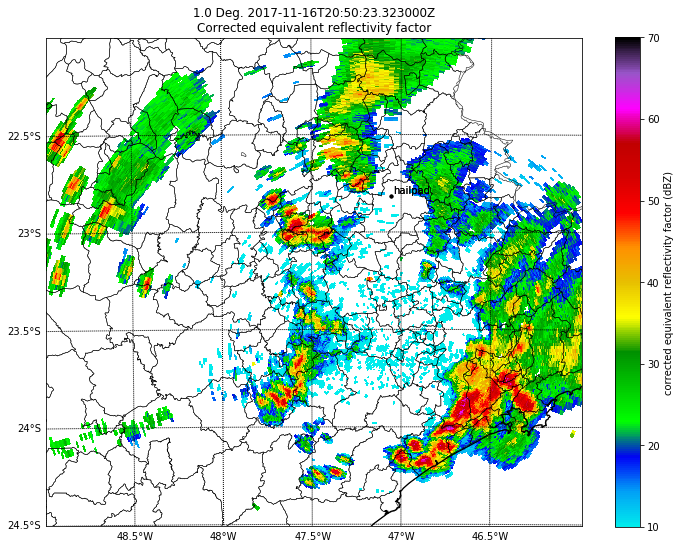 1.0 Deg. 2017-11-16T20:50:23.323000Z
Corrected equivalent reflectivity factor
70
60
50
40
30
20
10
corrected equivalent reflectivity factor (dBZ)
22.5°S
23°S
23.5°S
24°S
24.5°S
hailpad
48.5°W
48°W
47.5°W
47°W
46.5°W